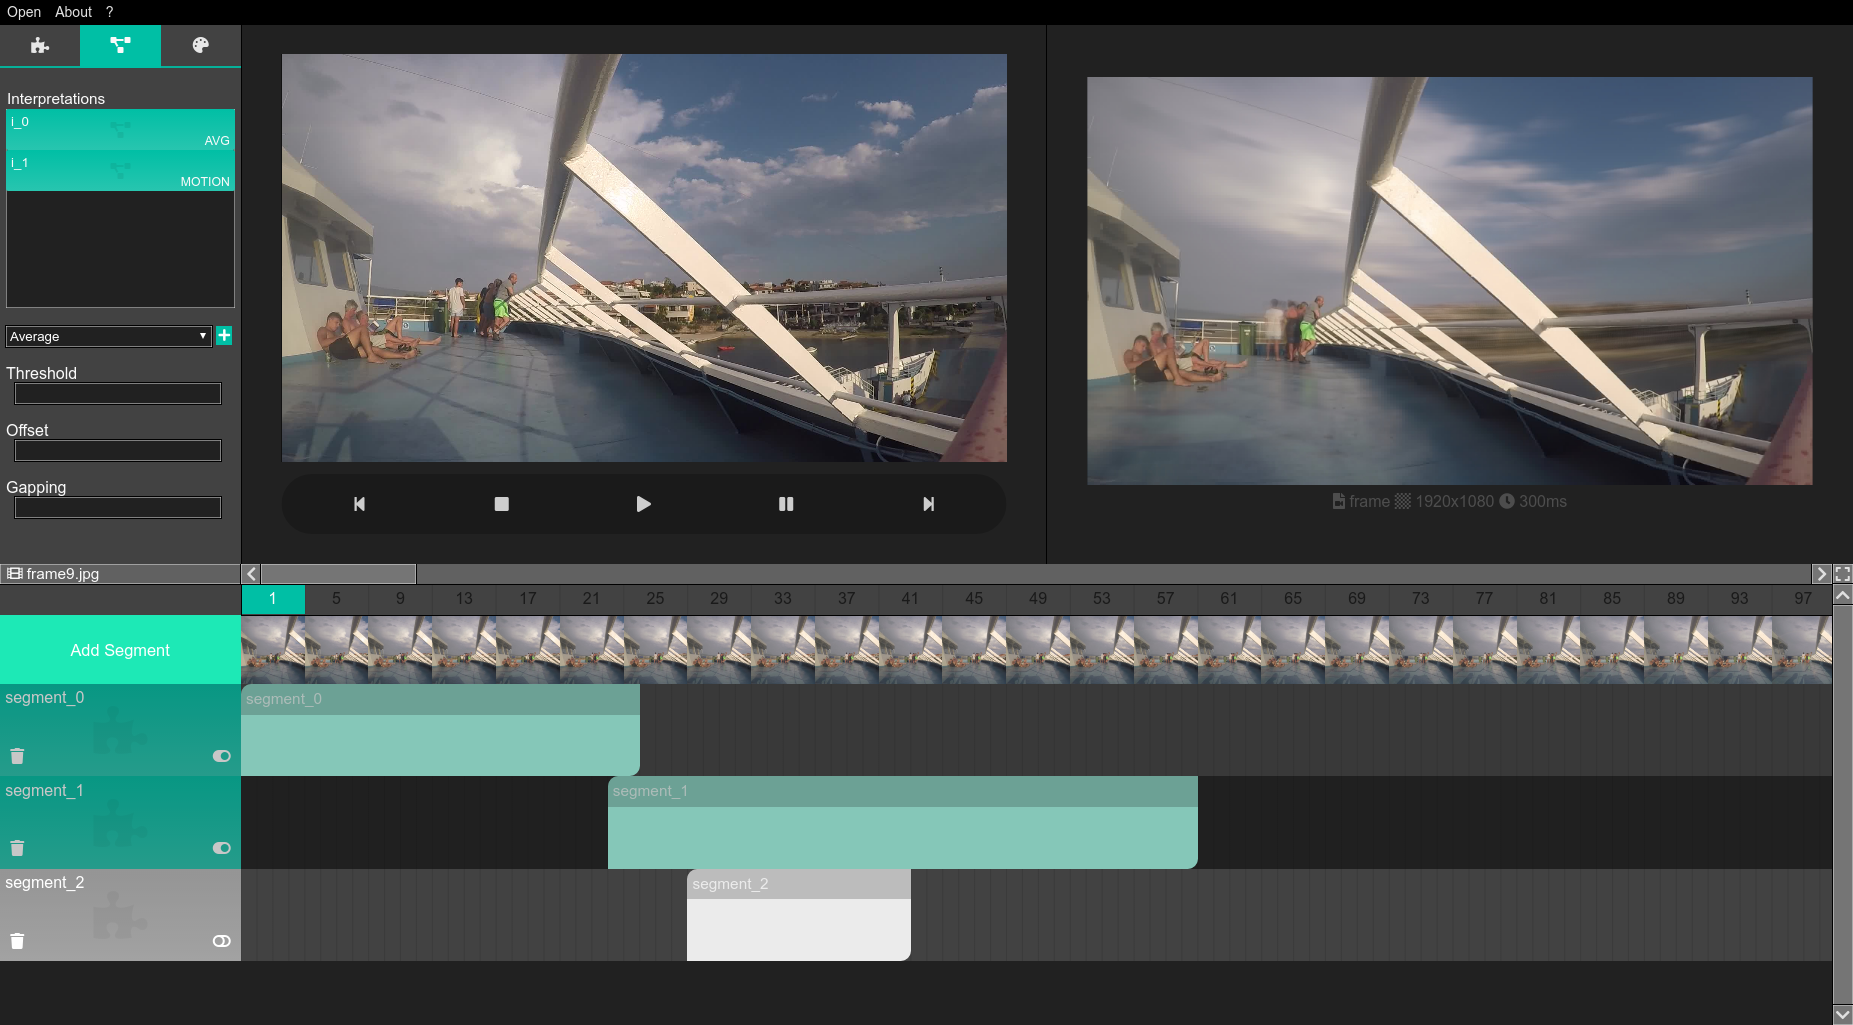 Open About ?
Interpretations
i_0
AVG
i_1
MOTION
Average
Threshold
Offset
Gapping
frame 1920x1080 300ms
frame9.jpg
1 5 9 13 17 21 25 29 33 37 41 45 49 53 57 61 65 69 73 77 81 85 89 93 97
Add Segment
segment_0 segment_0
segment_1 segment_1
segment_2 segment_2